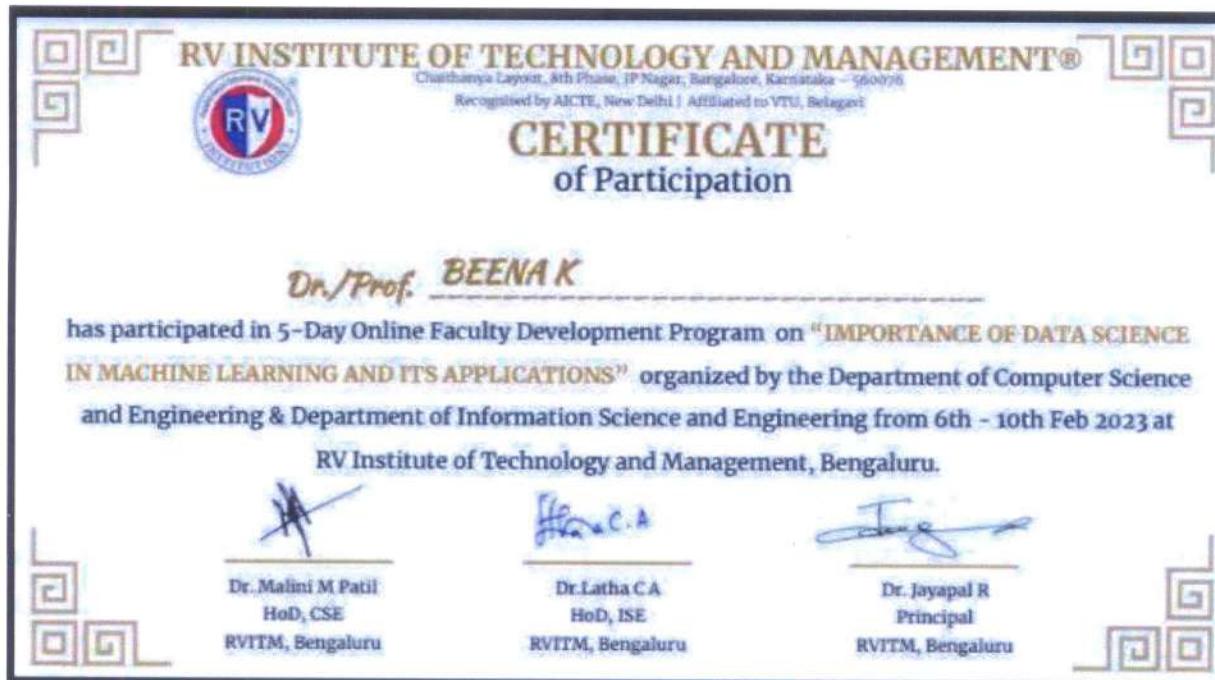 RV INSTITUTE OF TECHNOLOGY AND MANAGEMENT®
Chaithanya Layout, 8th Phase, JP Nagar, Bangalore, Karnataka - 560076
Recognised by AICTE, New Delhi | Affiliated to VTU, Belagavi
RV
INSTITUTIONS
CERTIFICATE
of Participation
Dr./Prof. BEENA K
has participated in 5-Day Online Faculty Development Program on "IMPORTANCE OF DATA SCIENCE
IN MACHINE LEARNING AND ITS APPLICATIONS" organized by the Department of Computer Science
and Engineering & Department of Information Science and Engineering from 6th - 10th Feb 2023 at
RV Institute of Technology and Management, Bengaluru.
C.A
Dr. Malini M Patil
HoD, CSE
RVITM, Bengaluru
Dr.Latha C A
HoD, ISE
RVITM, Bengaluru
Dr. Jayapal R
Principal
RVITM, Bengaluru